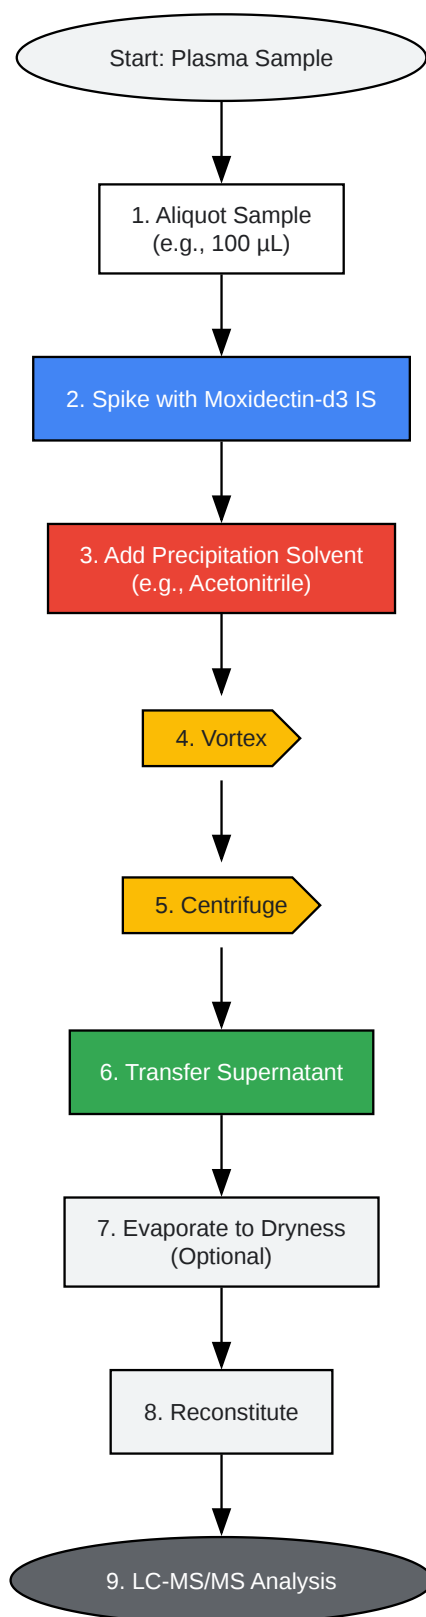 Start: Plasma Sample
1. Aliquot Sample
(e.g., 100 µL)
2. Spike with Moxidectin-d3 IS
3. Add Precipitation Solvent
(e.g., Acetonitrile)
4. Vortex
5. Centrifuge
6. Transfer Supernatant
7. Evaporate to Dryness
(Optional)
8. Reconstitute
9. LC-MS/MS Analysis